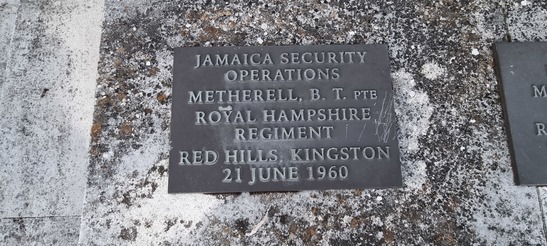 JAMAICA SECURITY
OPERATIONS
METHERELL, B. T. PTE
ROYAL HAMPSHIRE
REGIMENT
RED HILLS, KINGSTON
21 JUNE 1960